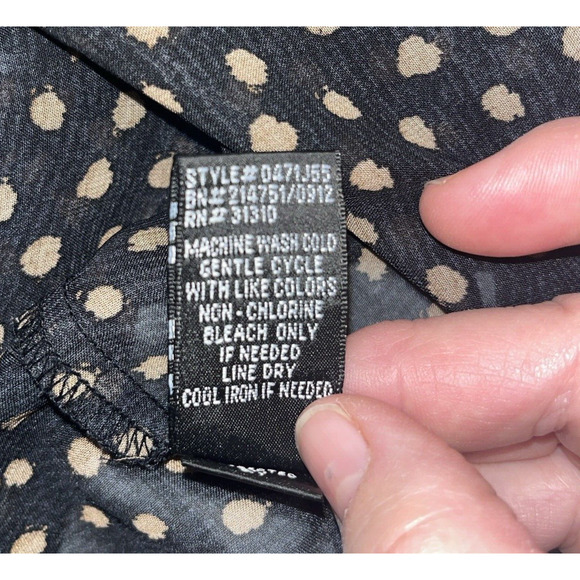 STYLE# 0471J55
BN# 214751/0912
RN# 31310
MACHINE WASH COLD
GENTLE CYCLE
WITH LIKE COLORS
NON-CHLORINE
BLEACH ONLY
IF NEEDED
LINE DRY
COOL IRON IF NEEDED